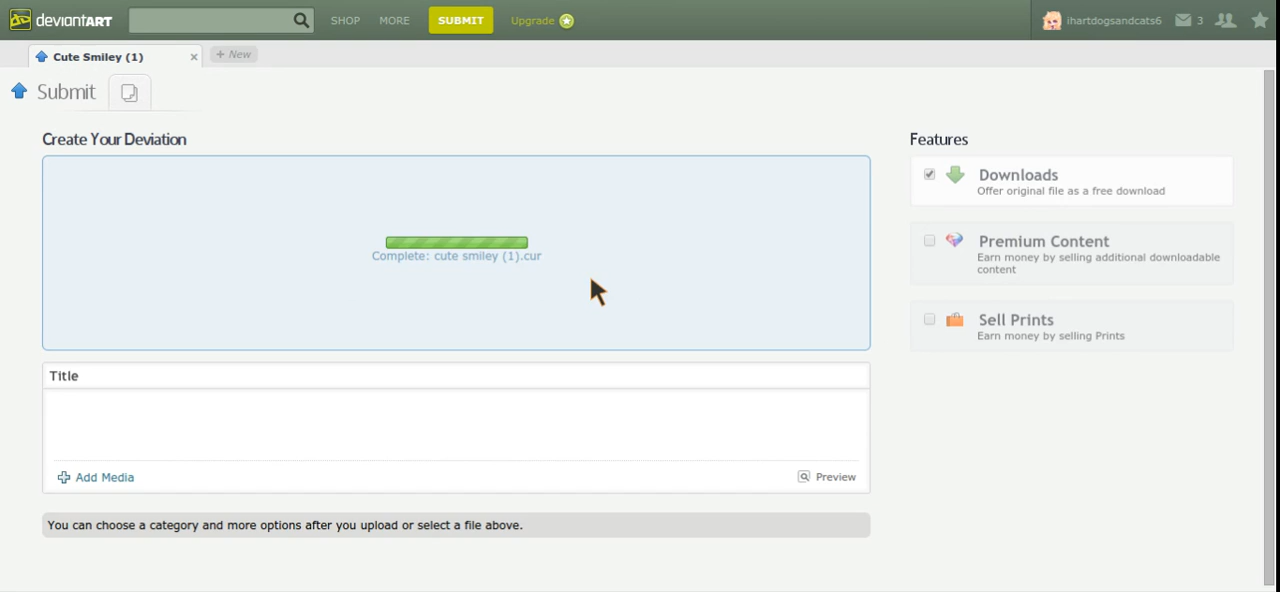 deviantART SHOP MORE SUBMIT Upgrade ihartdogsandcats6 3
Cute Smiley (1) × + New
Submit
Create Your Deviation
Complete: cute smiley (1).cur
Title
Add Media
Preview
You can choose a category and more options after you upload or select a file above.
Features
Downloads
Offer original file as a free download
Premium Content
Earn money by selling additional downloadable
content
Sell Prints
Earn money by selling Prints